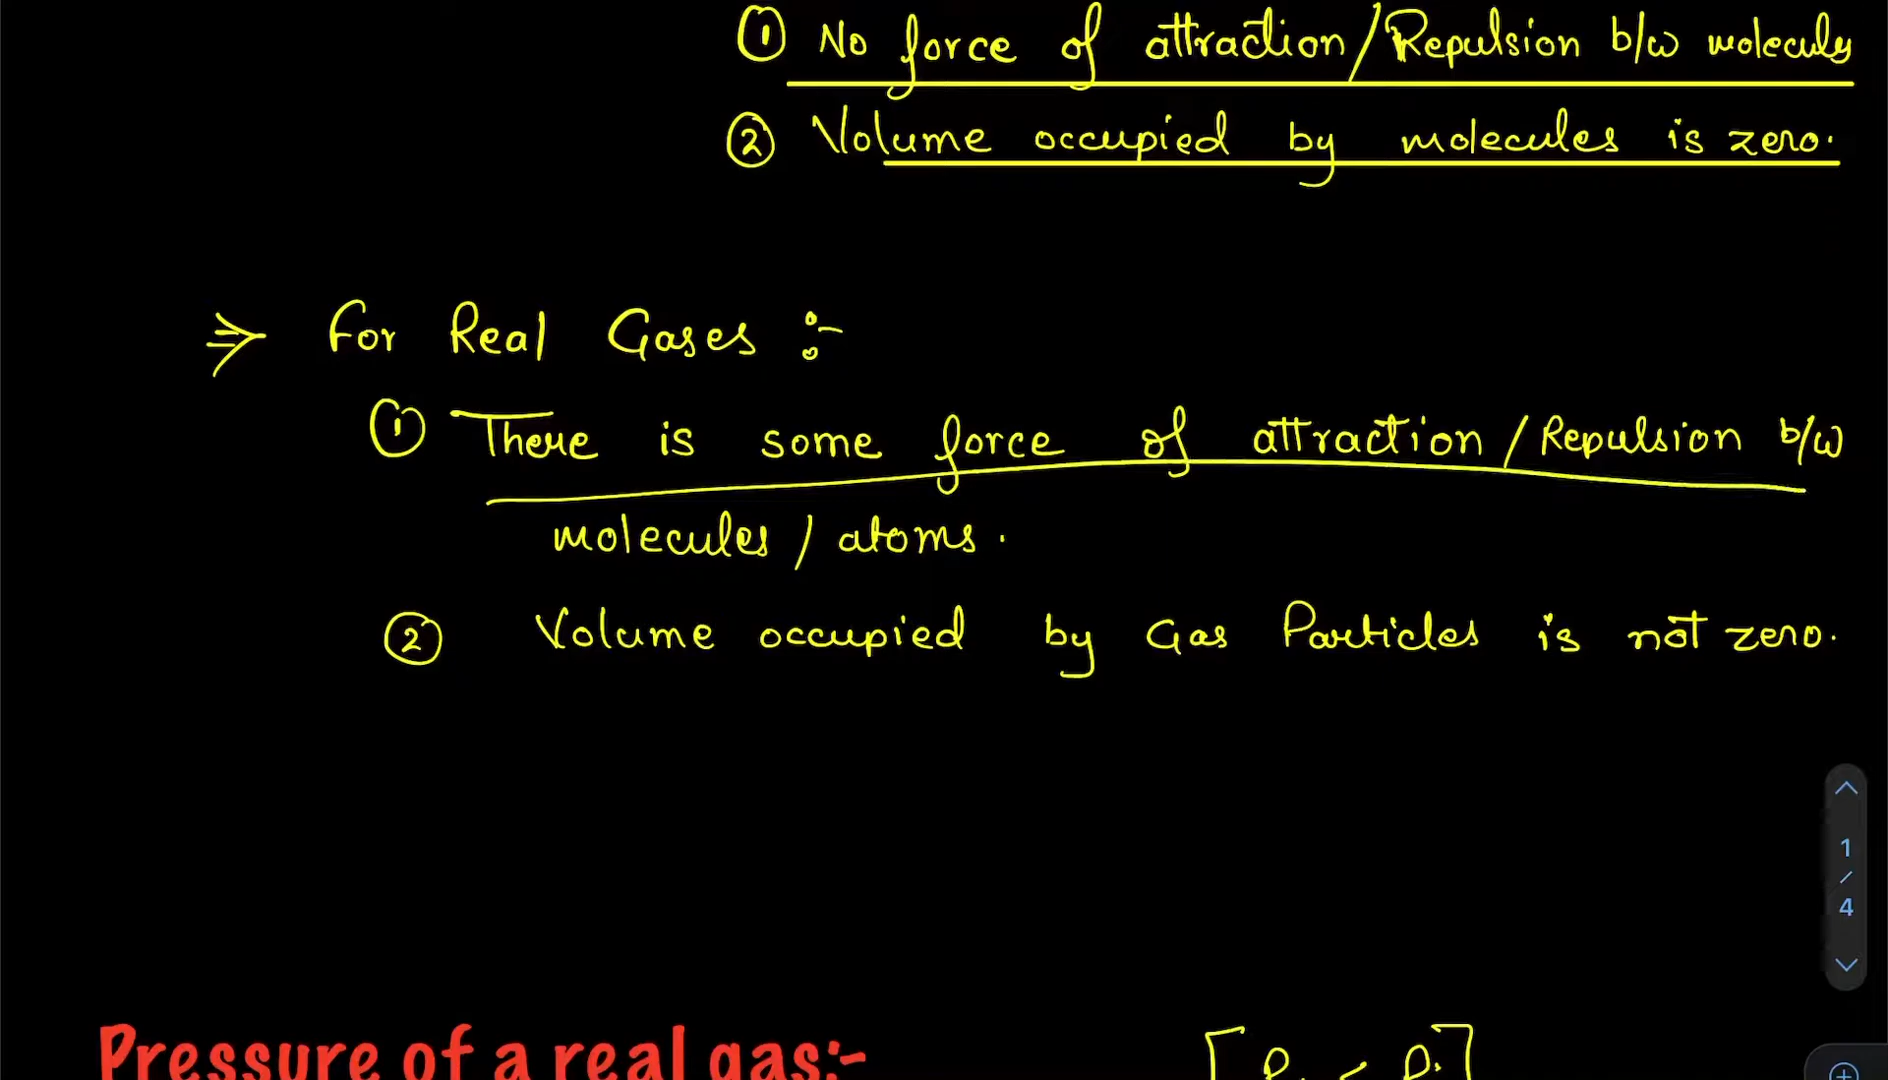 ① No force of attraction/Repulsion b/w molecules
② Volume occupied by molecules is zero.
⇒ For Real Gases :-
① There is some force of attraction/Repulsion b/w
molecules/atoms.
② Volume occupied by Gas Particles is not zero.
1
/
4
Pressure of a real gas:-